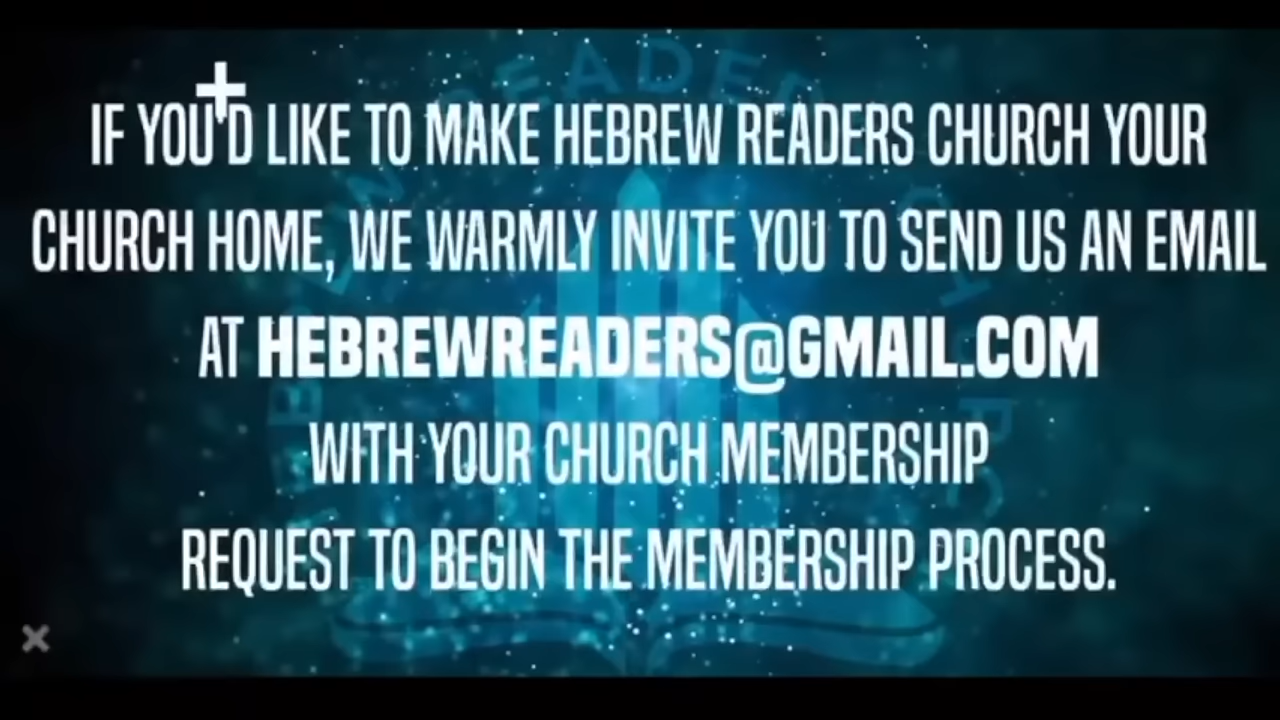 IF YOU'D LIKE TO MAKE HEBREW READERS CHURCH YOUR
CHURCH HOME, WE WARMLY INVITE YOU TO SEND US AN EMAIL
AT HEBREWREADERS@GMAIL.COM
WITH YOUR CHURCH MEMBERSHIP
REQUEST TO BEGIN THE MEMBERSHIP PROCESS.